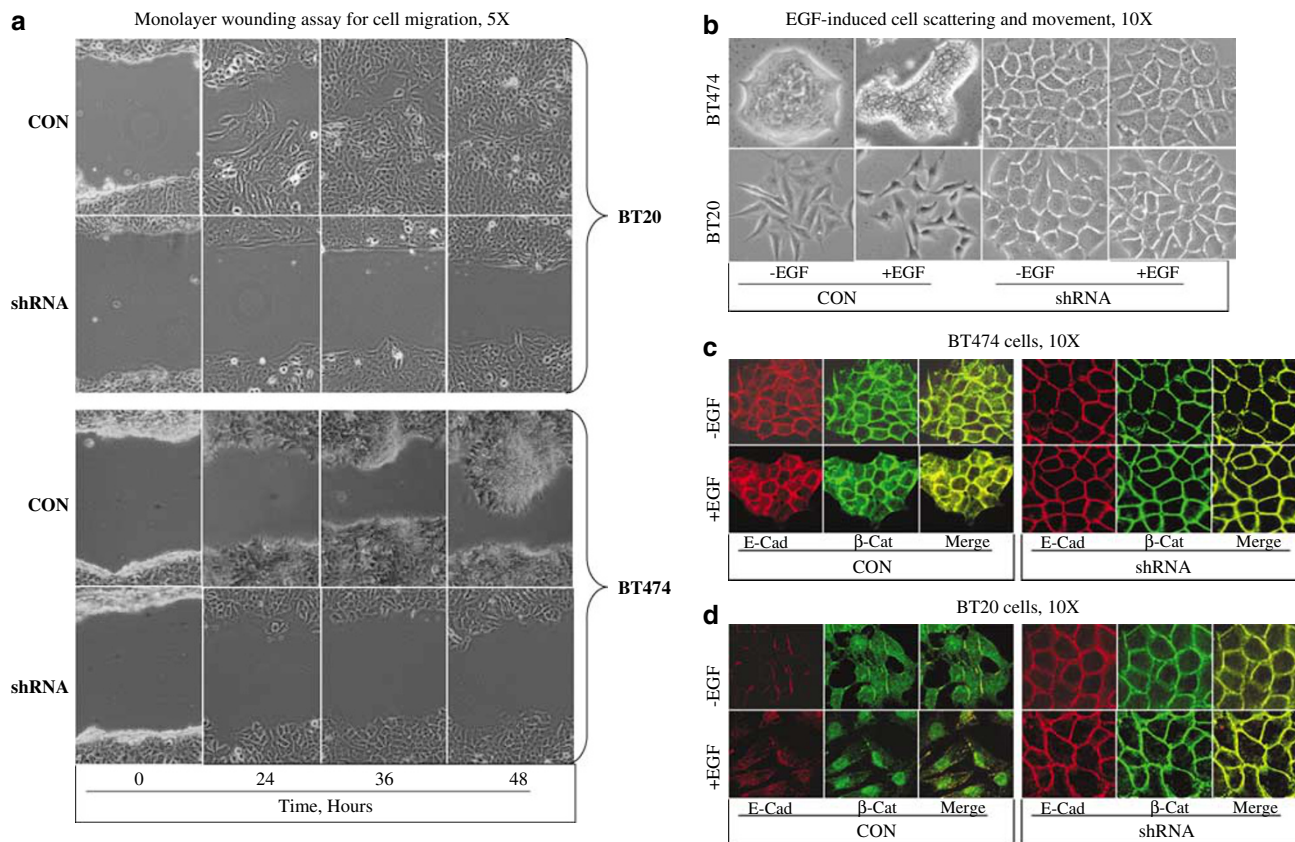 a
Monolayer wounding assay for cell migration, 5X
CON
shRNA
BT20
CON
shRNA
BT474
0 24 36 48
Time, Hours
b
EGF-induced cell scattering and movement, 10X
BT474
BT20
-EGF +EGF -EGF +EGF
CON shRNA
c
BT474 cells, 10X
-EGF
+EGF
E-Cad β-Cat Merge E-Cad β-Cat Merge
CON shRNA
d
BT20 cells, 10X
-EGF
+EGF
E-Cad β-Cat Merge E-Cad β-Cat Merge
CON shRNA